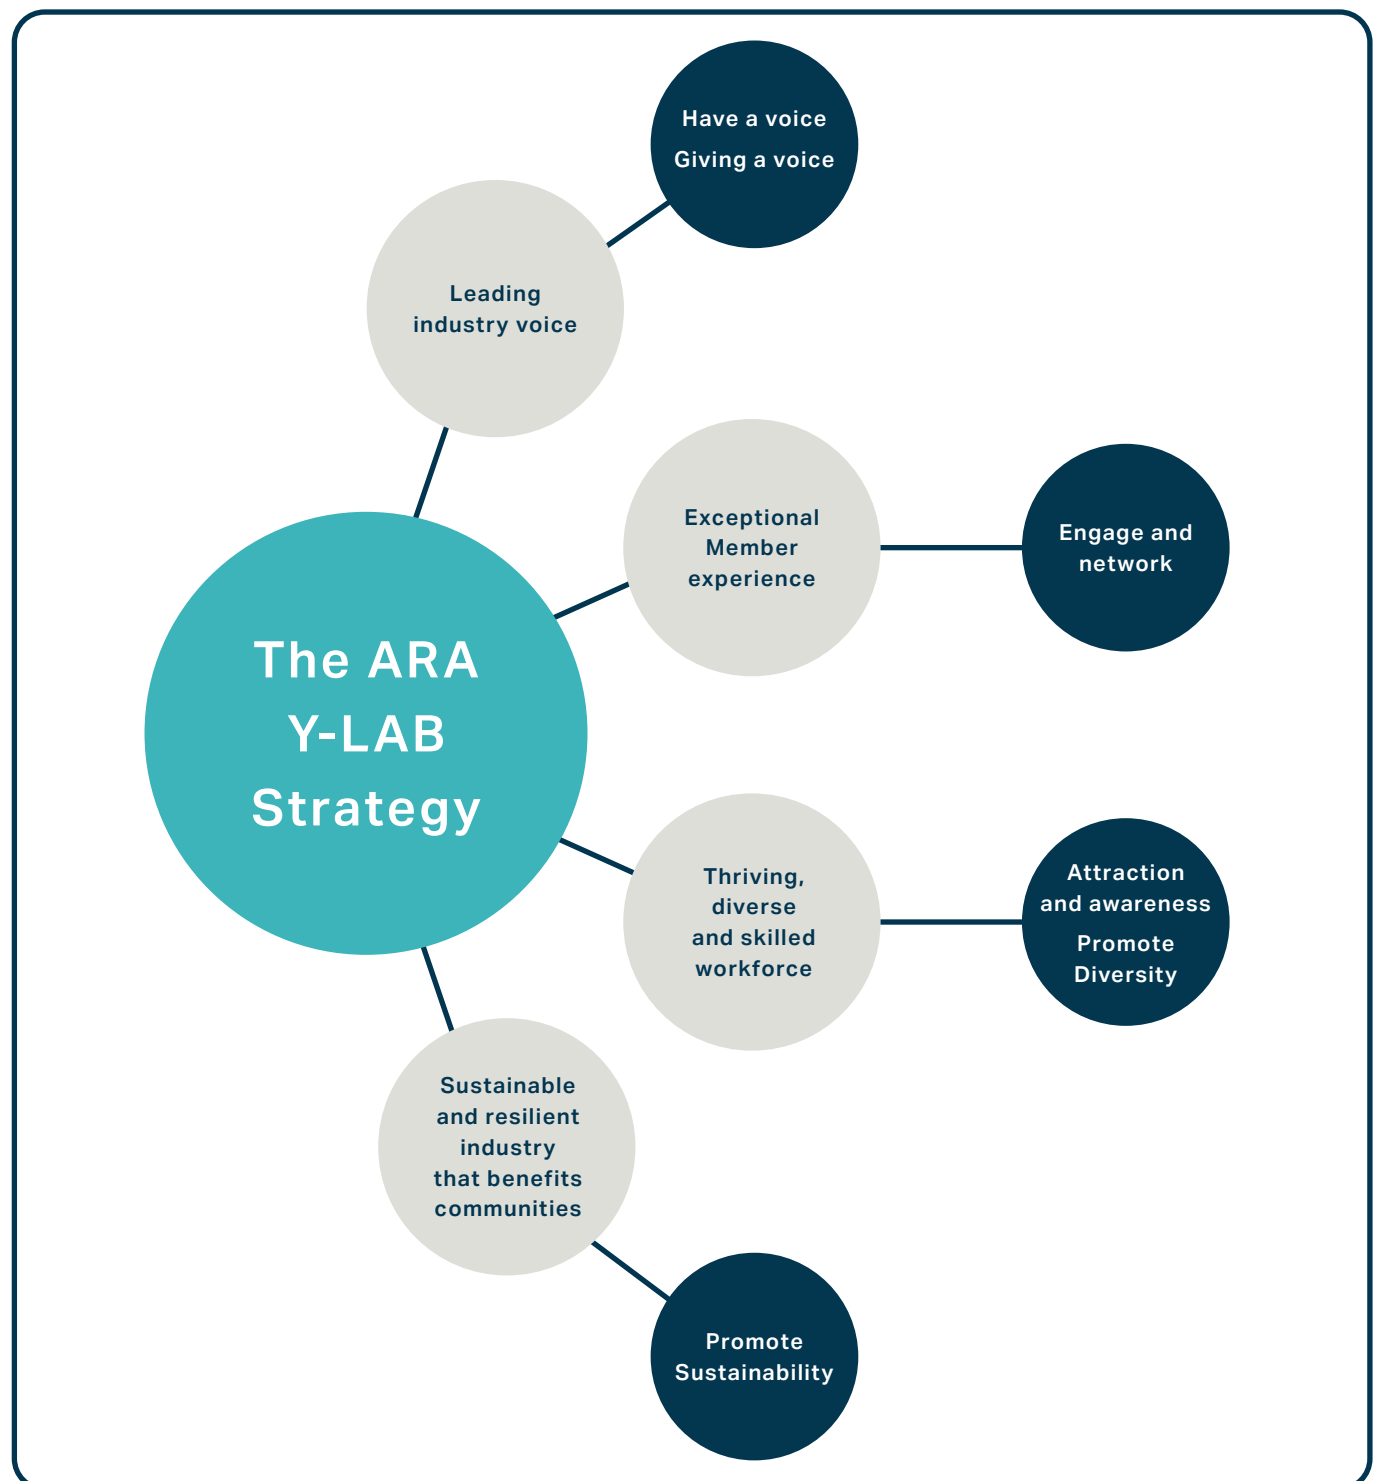 Have a voice
Giving a voice
Leading
industry voice
Exceptional
Member
experience
Engage and
network
The ARA
Y-LAB
Strategy
Thriving,
diverse
and skilled
workforce
Attraction
and awareness
Promote
Diversity
Sustainable
and resilient
industry
that benefits
communities
Promote
Sustainability